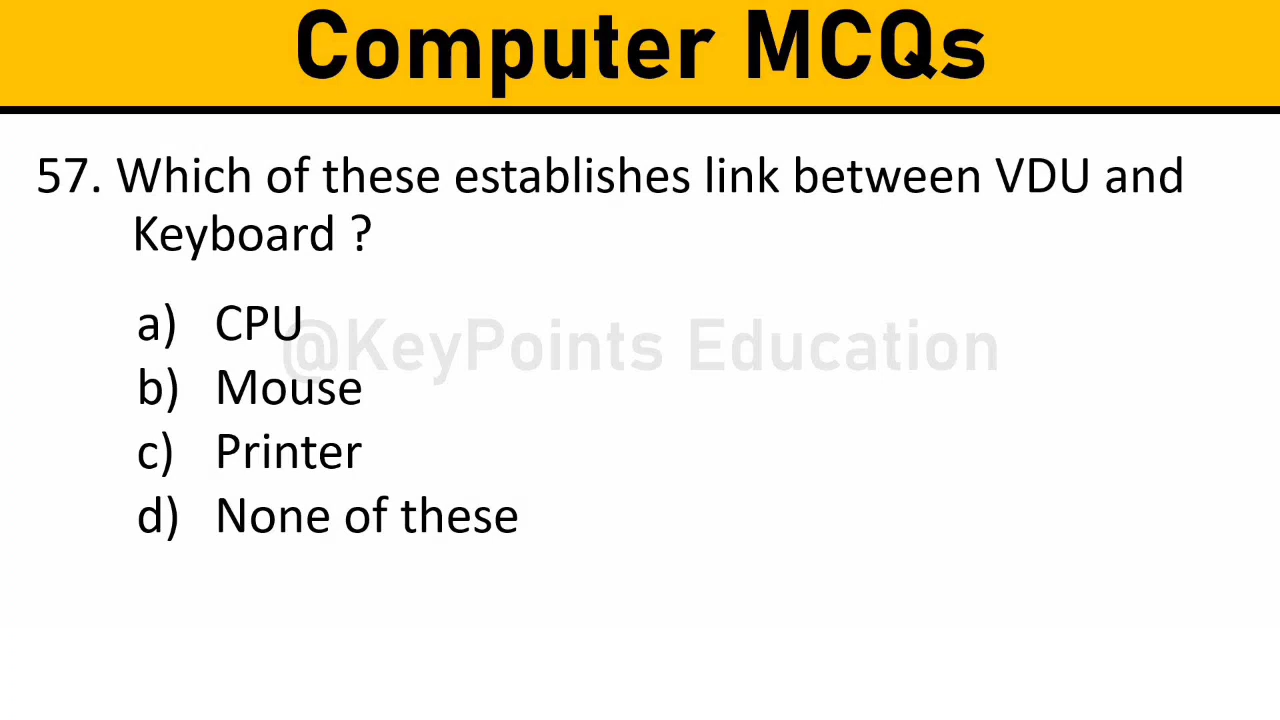 Computer MCQs
57. Which of these establishes link between VDU and
Keyboard ?
a) CPU
@KeyPoints Education
b) Mouse
c) Printer
d) None of these